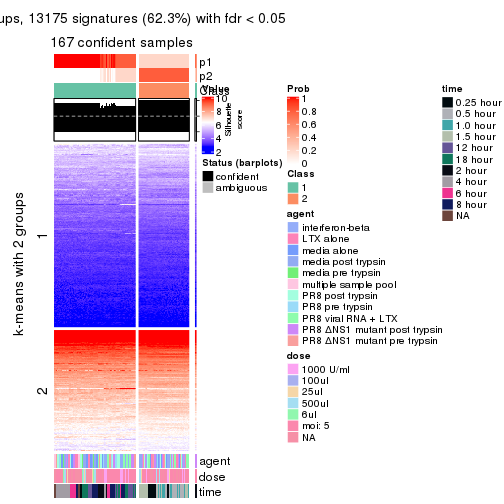 ups, 13175 signatures (62.3%) with fdr < 0.05
167 confident samples
p1
p2
Class
Value
10
8
6
4
2
Silhouette
score
Status (barplots)
confident
ambiguous
k-means with 2 groups
1
2
agent
dose
time
Prob
1
0.8
0.6
0.4
0.2
0
Class
1
2
agent
interferon-beta
LTX alone
media alone
media post trypsin
media pre trypsin
multiple sample pool
PR8 post trypsin
PR8 pre trypsin
PR8 viral RNA + LTX
PR8 ΔNS1 mutant post trypsin
PR8 ΔNS1 mutant pre trypsin
dose
1000 U/ml
100ul
25ul
500ul
6ul
moi: 5
NA
time
0.25 hour
0.5 hour
1.0 hour
1.5 hour
12 hour
18 hour
2 hour
4 hour
6 hour
8 hour
NA